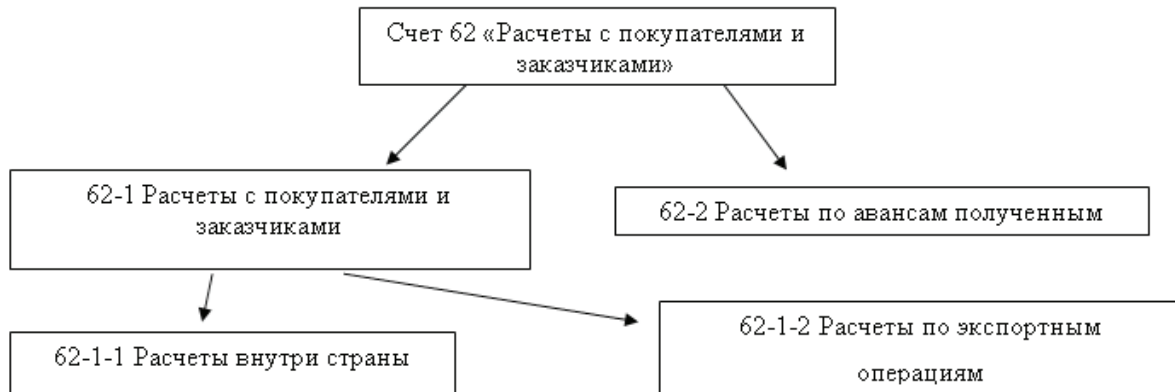 Счет 62 «Расчеты с покупателями и
заказчиками»
62-1 Расчеты с покупателями и
заказчиками
62-2 Расчеты по авансам полученным
62-1-1 Расчеты внутри страны
62-1-2 Расчеты по экспортным
операциям